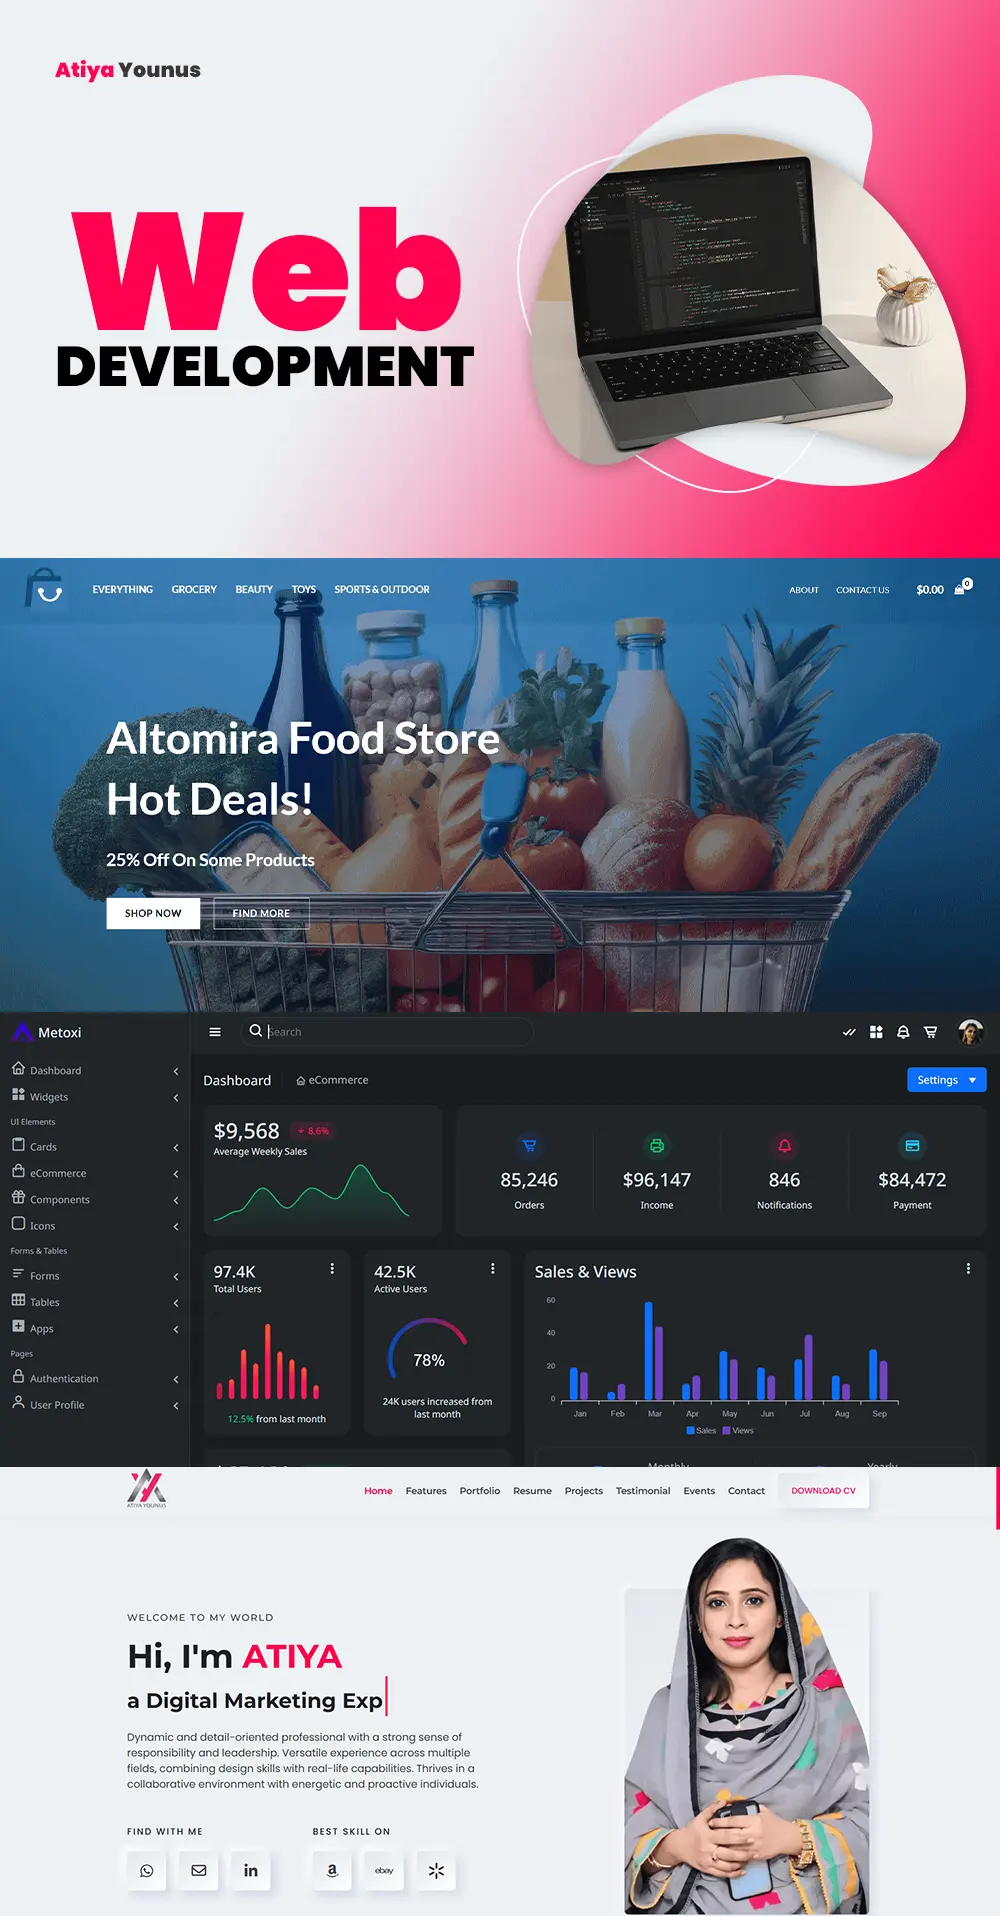 Atiya Younus
Web
DEVELOPMENT
EVERYTHING GROCERY BEAUTY TOYS SPORTS & OUTDOOR ABOUT CONTACT US $0.00 0
Altomira Food Store
Hot Deals!
25% Off On Some Products
SHOP NOW FIND MORE
Metoxi
Search
Dashboard
Widgets
UI Elements
Cards
eCommerce
Components
Icons
Forms & Tables
Forms
Tables
Apps
Pages
Authentication
User Profile
Dashboard eCommerce Settings
$9,568 8.6%
Average Weekly Sales
85,246 $96,147 846 $84,472
Orders Income Notifications Payment
97.4K
Total Users
12.5% from last month
42.5K
Active Users
78%
24K users increased from
last month
Sales & Views
60
40
20
0
Jan Feb Mar Apr May Jun Jul Aug Sep
Sales Views
Monthly Yearly
ATIYA YOUNUS
Home Features Portfolio Resume Projects Testimonial Events Contact DOWNLOAD CV
WELCOME TO MY WORLD
Hi, I'm ATIYA
a Digital Marketing Exp
Dynamic and detail-oriented professional with a strong sense of
responsibility and leadership. Versatile experience across multiple
fields, combining design skills with real-life capabilities. Thrives in a
collaborative environment with energetic and proactive individuals.
FIND WITH ME BEST SKILL ON
in a ebay